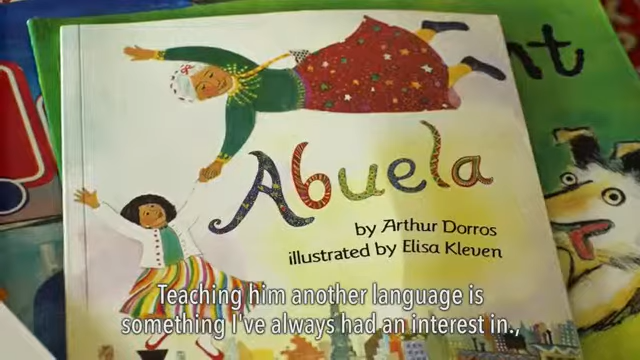 Abuela
by Arthur Dorros
illustrated by Elisa Kleven
Teaching him another language is
something I've always had an interest in.,